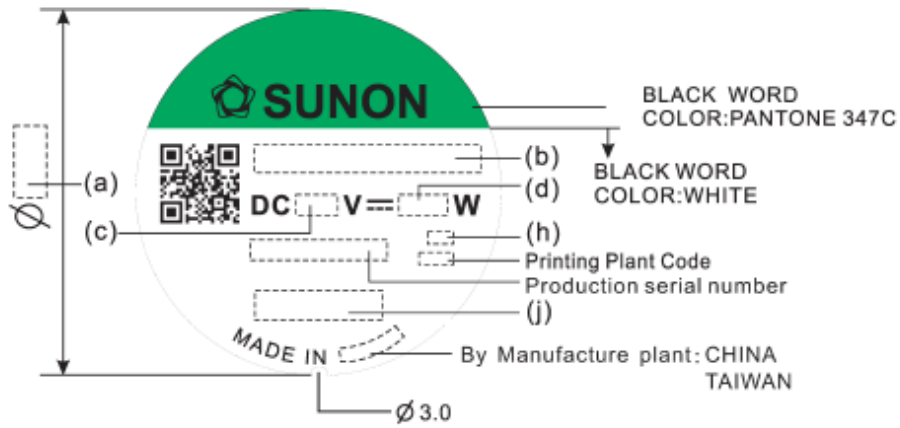 SUNON
BLACK WORD
COLOR:PANTONE 347C
(b)
BLACK WORD
COLOR:WHITE
(a)
(d)
DC V W
Ø
(c)
(h)
Printing Plant Code
Production serial number
(j)
MADE IN
By Manufacture plant: CHINA
TAIWAN
Ø3.0